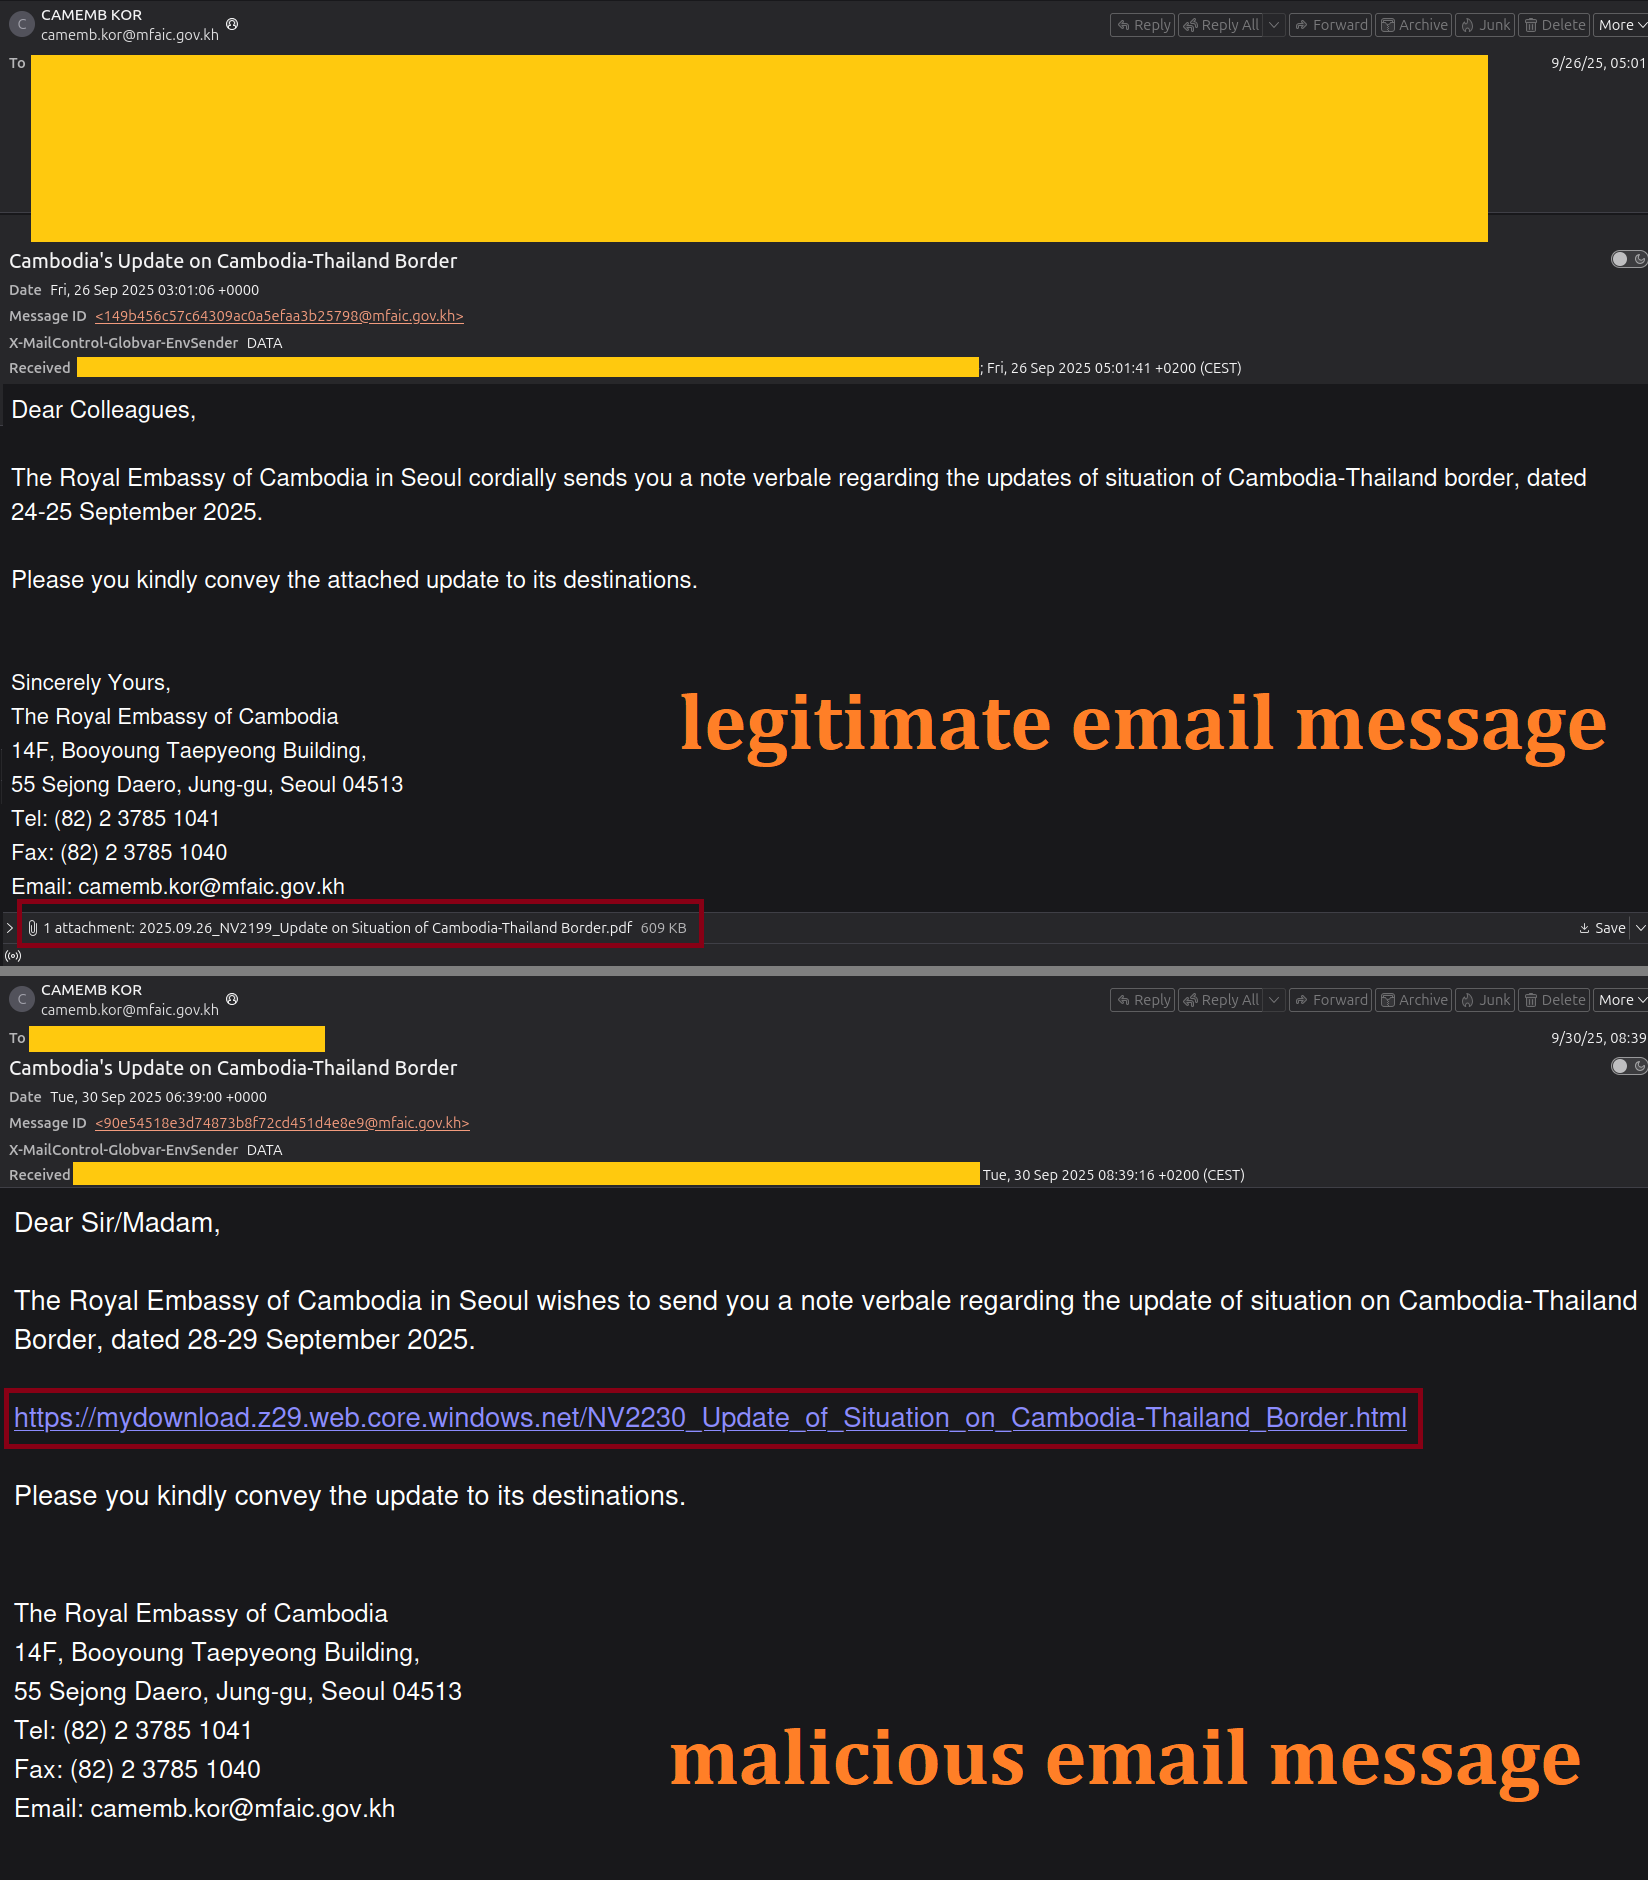 CAMEMB KOR
camemb.kor@mfaic.gov.kh
Reply Reply All Forward Archive Junk Delete More
To
9/26/25, 05:01
Cambodia's Update on Cambodia-Thailand Border
Date Fri, 26 Sep 2025 03:01:06 +0000
Message ID <149b456c57c64309ac0a5efaa3b25798@mfaic.gov.kh>
X-MailControl-Globvar-EnvSender DATA
Received ; Fri, 26 Sep 2025 05:01:41 +0200 (CEST)
Dear Colleagues,
The Royal Embassy of Cambodia in Seoul cordially sends you a note verbale regarding the updates of situation of Cambodia-Thailand border, dated
24-25 September 2025.
Please you kindly convey the attached update to its destinations.
Sincerely Yours,
The Royal Embassy of Cambodia
14F, Booyoung Taepyeong Building,
55 Sejong Daero, Jung-gu, Seoul 04513
Tel: (82) 2 3785 1041
Fax: (82) 2 3785 1040
Email: camemb.kor@mfaic.gov.kh
legitimate email message
1 attachment: 2025.09.26_NV2199_Update on Situation of Cambodia-Thailand Border.pdf 609 KB
Save
C
CAMEMB KOR
camemb.kor@mfaic.gov.kh
Reply Reply All Forward Archive Junk Delete More
To
9/30/25, 08:39
Cambodia's Update on Cambodia-Thailand Border
Date Tue, 30 Sep 2025 06:39:00 +0000
Message ID <90e54518e3d74873b8f72cd451d4e8e9@mfaic.gov.kh>
X-MailControl-Globvar-EnvSender DATA
Received Tue, 30 Sep 2025 08:39:16 +0200 (CEST)
Dear Sir/Madam,
The Royal Embassy of Cambodia in Seoul wishes to send you a note verbale regarding the update of situation on Cambodia-Thailand
Border, dated 28-29 September 2025.
https://mydownload.z29.web.core.windows.net/NV2230_Update_of_Situation_on_Cambodia-Thailand_Border.html
Please you kindly convey the update to its destinations.
The Royal Embassy of Cambodia
14F, Booyoung Taepyeong Building,
55 Sejong Daero, Jung-gu, Seoul 04513
Tel: (82) 2 3785 1041
Fax: (82) 2 3785 1040
Email: camemb.kor@mfaic.gov.kh
malicious email message